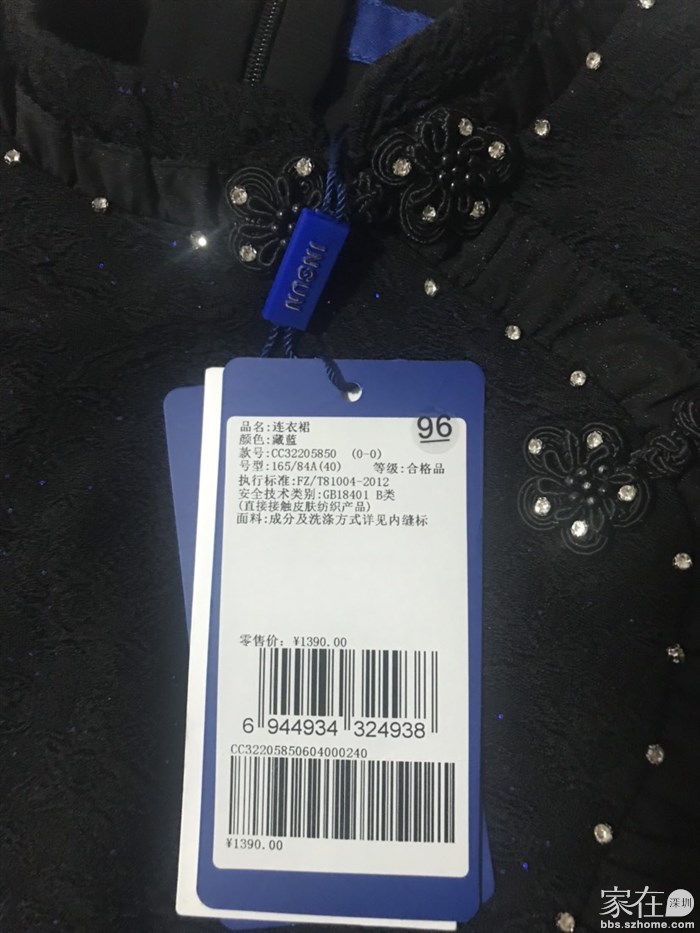 INSUN
96
品名:连衣裙
颜色:藏蓝
款号:CC32205850 (0-0)
号型:165/84A(40) 等级:合格品
执行标准:FZ/T81004-2012
安全技术类别:GB18401 B类
(直接接触皮肤纺织产品)
面料:成分及洗涤方式详见内缝标
零售价: ¥1390.00
6 944934 324938
CC32205850604000240
¥1390.00
家在 深圳
bbs.szhome.com